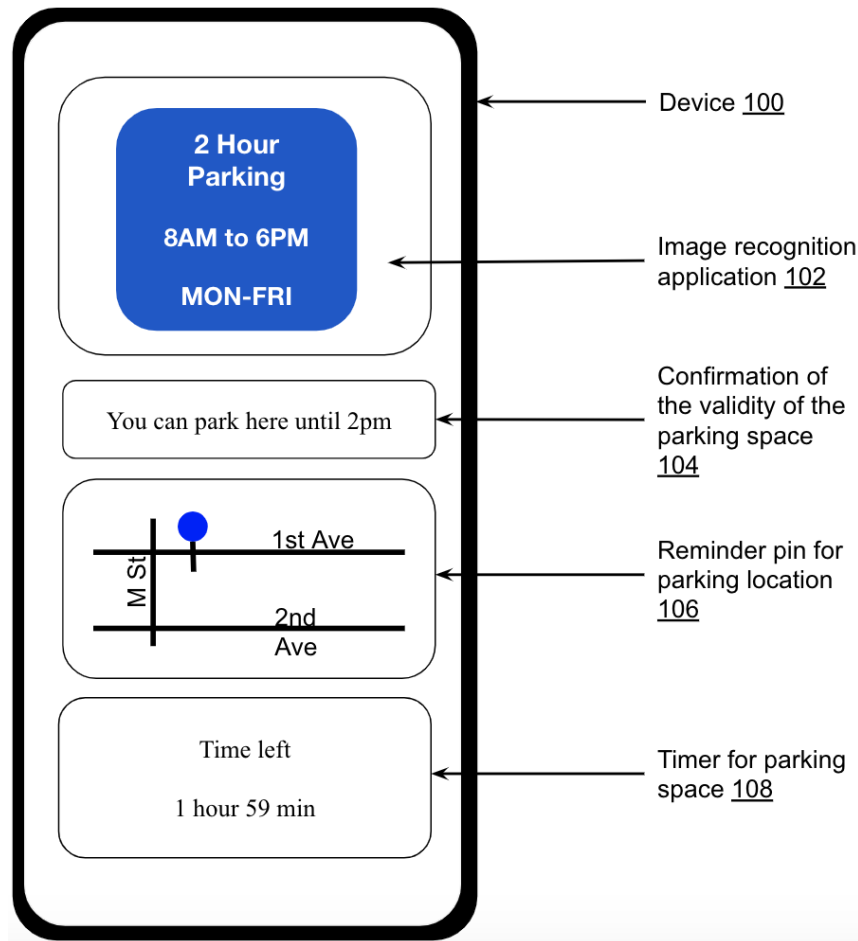 2 Hour
Parking
8AM to 6PM
MON-FRI
You can park here until 2pm
1st Ave
M St
2nd
Ave
Time left
1 hour 59 min
Device 100
Image recognition
application 102
Confirmation of
the validity of the
parking space
104
Reminder pin for
parking location
106
Timer for parking
space 108